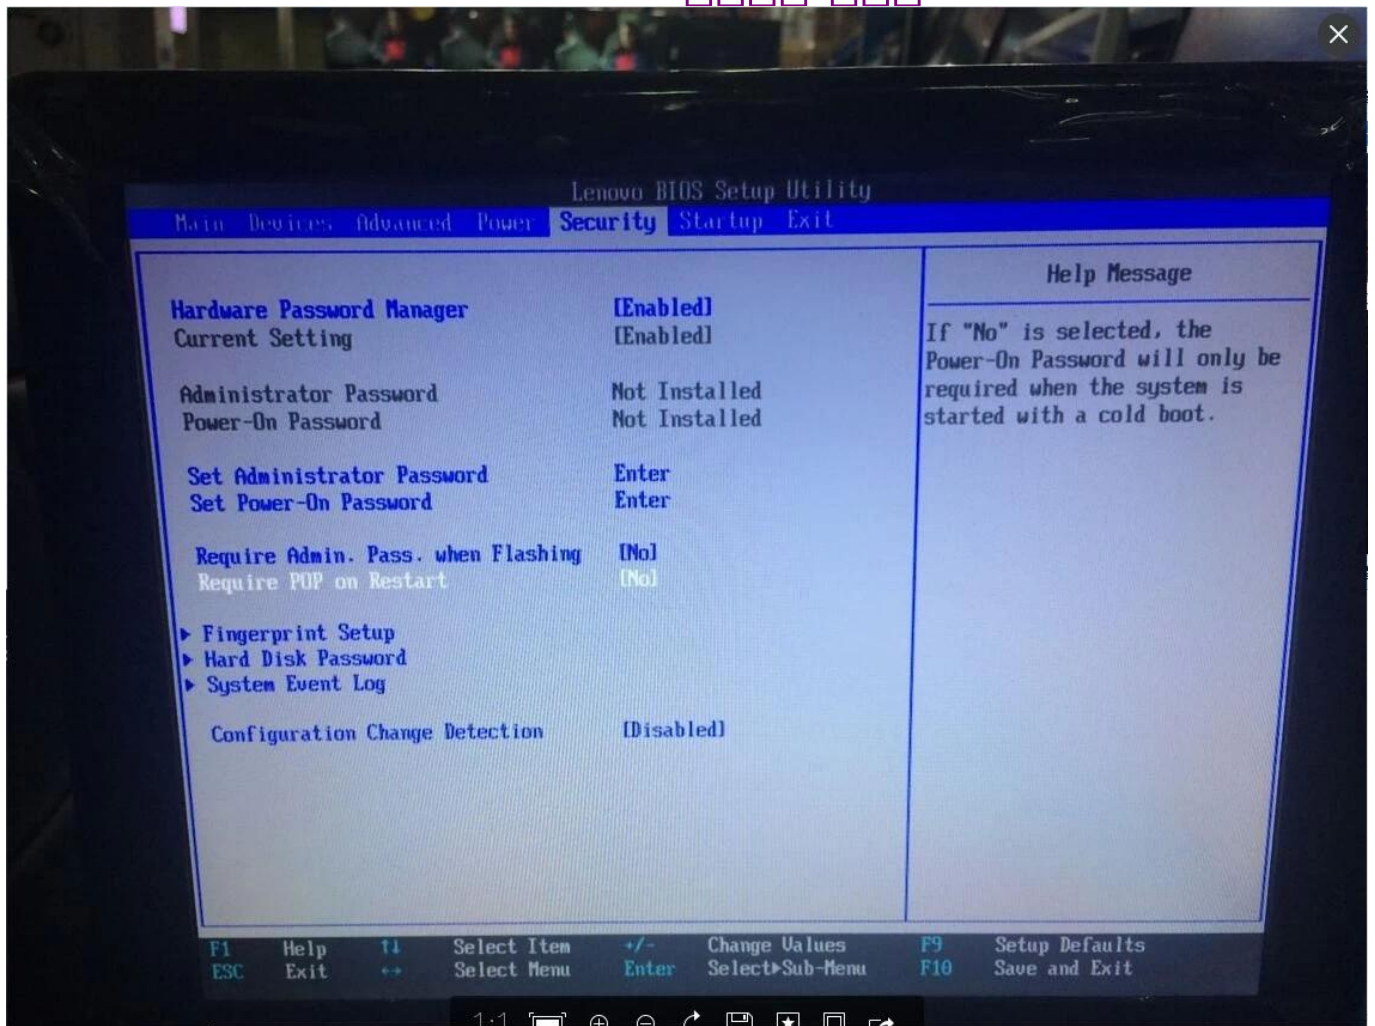 Lenovo BIOS Setup Utility
Main Devices Advanced Power Security Startup Exit
Hardware Password Manager [Enabled]
Current Setting [Enabled]
Administrator Password Not Installed
Power-On Password Not Installed
Set Administrator Password Enter
Set Power-On Password Enter
Require Admin. Pass. when Flashing [No]
Require POP on Restart [No]
Fingerprint Setup
Hard Disk Password
System Event Log
Configuration Change Detection [Disabled]
Help Message
If "No" is selected, the
Power-On Password will only be
required when the system is
started with a cold boot.
F1 Help ↑↓ Select Item +/- Change Values F9 Setup Defaults
ESC Exit ←→ Select Menu Enter Select▶Sub-Menu F10 Save and Exit
1:1